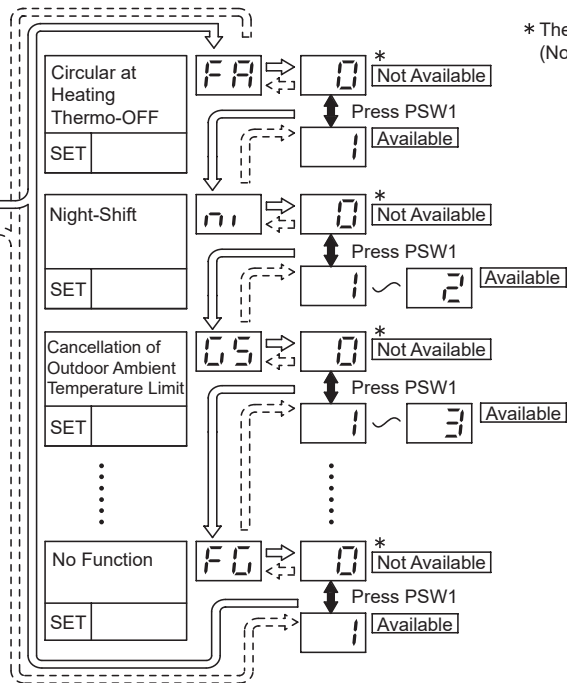 * The
(No
Circular at
Heating
Thermo-OFF
SET
FA
0
*
Not Available
Press PSW1
1
Available
Night-Shift
SET
ni
0
*
Not Available
Press PSW1
1 ~ 2
Available
Cancellation of
Outdoor Ambient
Temperature Limit
SET
GS
0
*
Not Available
Press PSW1
1 ~ 3
Available
No Function
SET
FG
0
*
Not Available
Press PSW1
1
Available